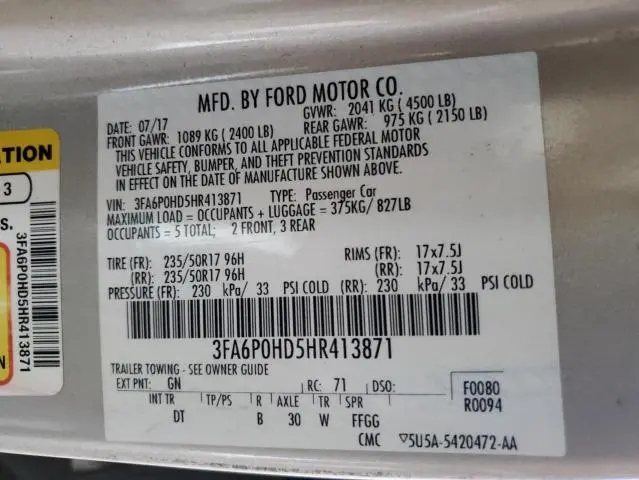 MFD. BY FORD MOTOR CO.
DATE: 07/17 GVWR: 2041 KG ( 4500 LB)
FRONT GAWR: 1089 KG ( 2400 LB) REAR GAWR: 975 KG ( 2150 LB)
THIS VEHICLE CONFORMS TO ALL APPLICABLE FEDERAL MOTOR
VEHICLE SAFETY, BUMPER, AND THEFT PREVENTION STANDARDS
IN EFFECT ON THE DATE OF MANUFACTURE SHOWN ABOVE.
VIN: 3FA6P0HD5HR413871 TYPE: Passenger Car
MAXIMUM LOAD = OCCUPANTS + LUGGAGE = 375KG/ 827LB
OCCUPANTS = 5 TOTAL; 2 FRONT, 3 REAR
TIRE (FR): 235/50R17 96H RIMS (FR): 17x7.5J
(RR): 235/50R17 96H (RR): 17x7.5J
PRESSURE (FR): 230 kPa/ 33 PSI COLD (RR): 230 kPa/ 33 PSI COLD
3FA6P0HD5HR413871
TRAILER TOWING - SEE OWNER GUIDE
EXT PNT: GN RC: 71 DSO: F0080
INT TR TP/PS R AXLE TR SPR R0094
DT B 30 W FFGG
CMC ▽5U5A-5420472-AA
ATION
3
S.
3FA6P0HD5HR413871